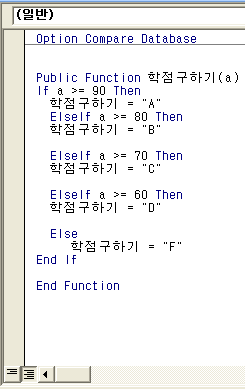 (일반)
Option Compare Database
Public Function 학점구하기(a)
If a >= 90 Then
학점구하기 = "A"
ElseIf a >= 80 Then
학점구하기 = "B"
ElseIf a >= 70 Then
학점구하기 = "C"
ElseIf a >= 60 Then
학점구하기 = "D"
Else
학점구하기 = "F"
End If
End Function